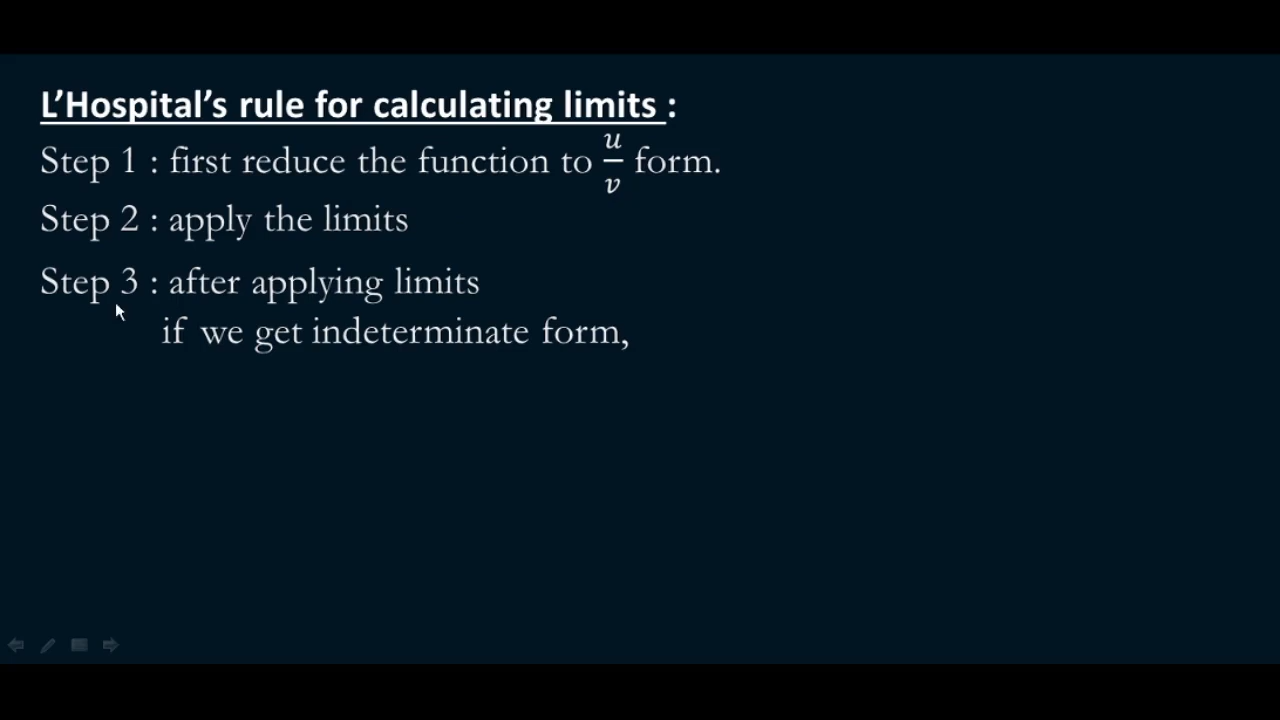 L’Hospital’s rule for calculating limits :
Step 1 : first reduce the function to u/v form.
Step 2 : apply the limits
Step 3 : after applying limits
if we get indeterminate form,